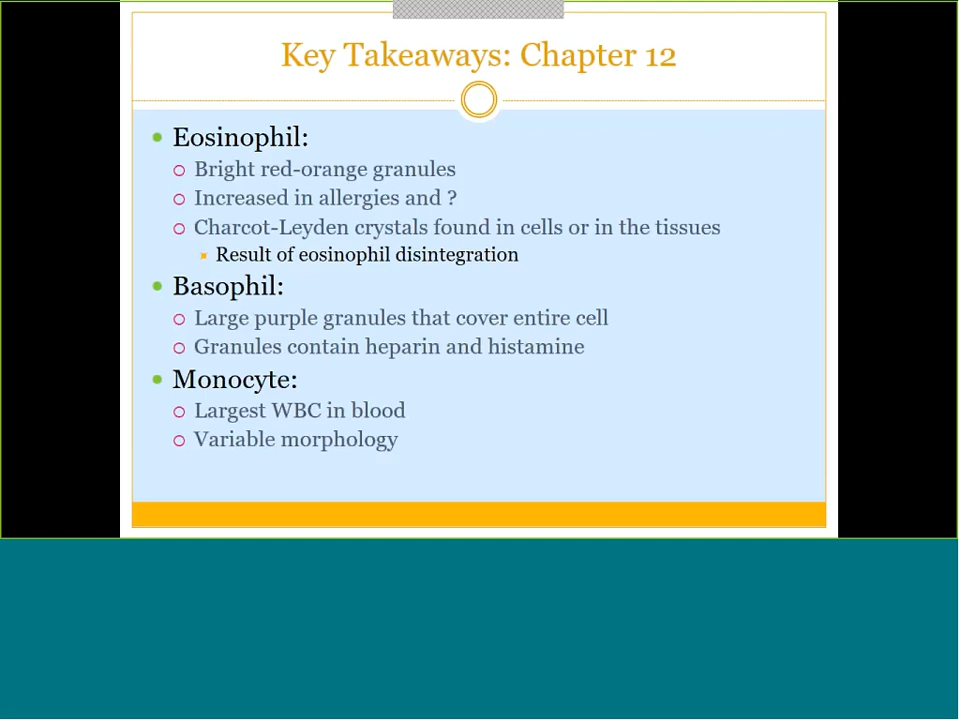 Key Takeaways: Chapter 12
Eosinophil:
Bright red-orange granules
Increased in allergies and ?
Charcot-Leyden crystals found in cells or in the tissues
Result of eosinophil disintegration
Basophil:
Large purple granules that cover entire cell
Granules contain heparin and histamine
Monocyte:
Largest WBC in blood
Variable morphology